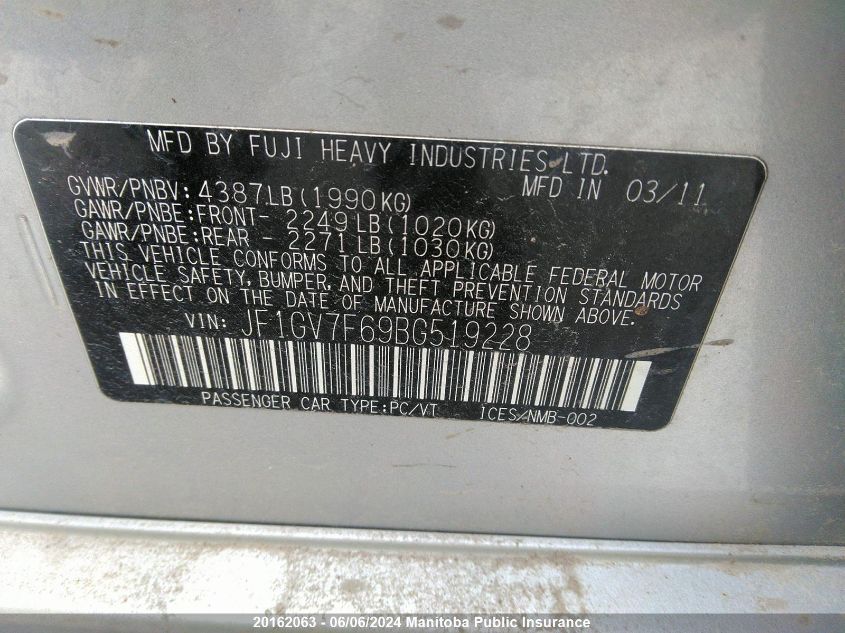 MFD BY FUJI HEAVY INDUSTRIES LTD.
GVWR/PNBV: 4387LB(1990KG) MFD IN 03/11
GAWR/PNBE:FRONT- 2249LB(1020KG)
GAWR/PNBE:REAR - 2271LB(1030KG)
THIS VEHICLE CONFORMS TO ALL APPLICABLE FEDERAL MOTOR
VEHICLE SAFETY, BUMPER, AND THEFT PREVENTION STANDARDS
IN EFFECT ON THE DATE OF MANUFACTURE SHOWN ABOVE.
VIN: JF1GV7F69BG519228
PASSENGER CAR TYPE:PC/VT ICES/NMB-002
20162063 - 06/06/2024 Manitoba Public Insurance